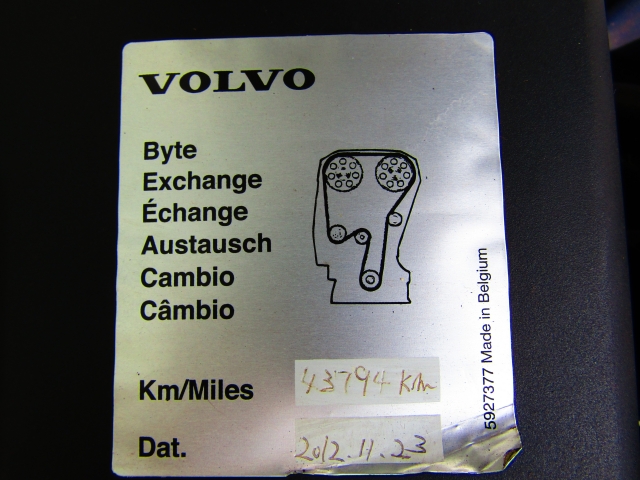 VOLVO
Byte
Exchange
Échange
Austausch
Cambio
Câmbio
Km/Miles 43794 Km
Dat. 2012.11.23
5927377 Made in Belgium